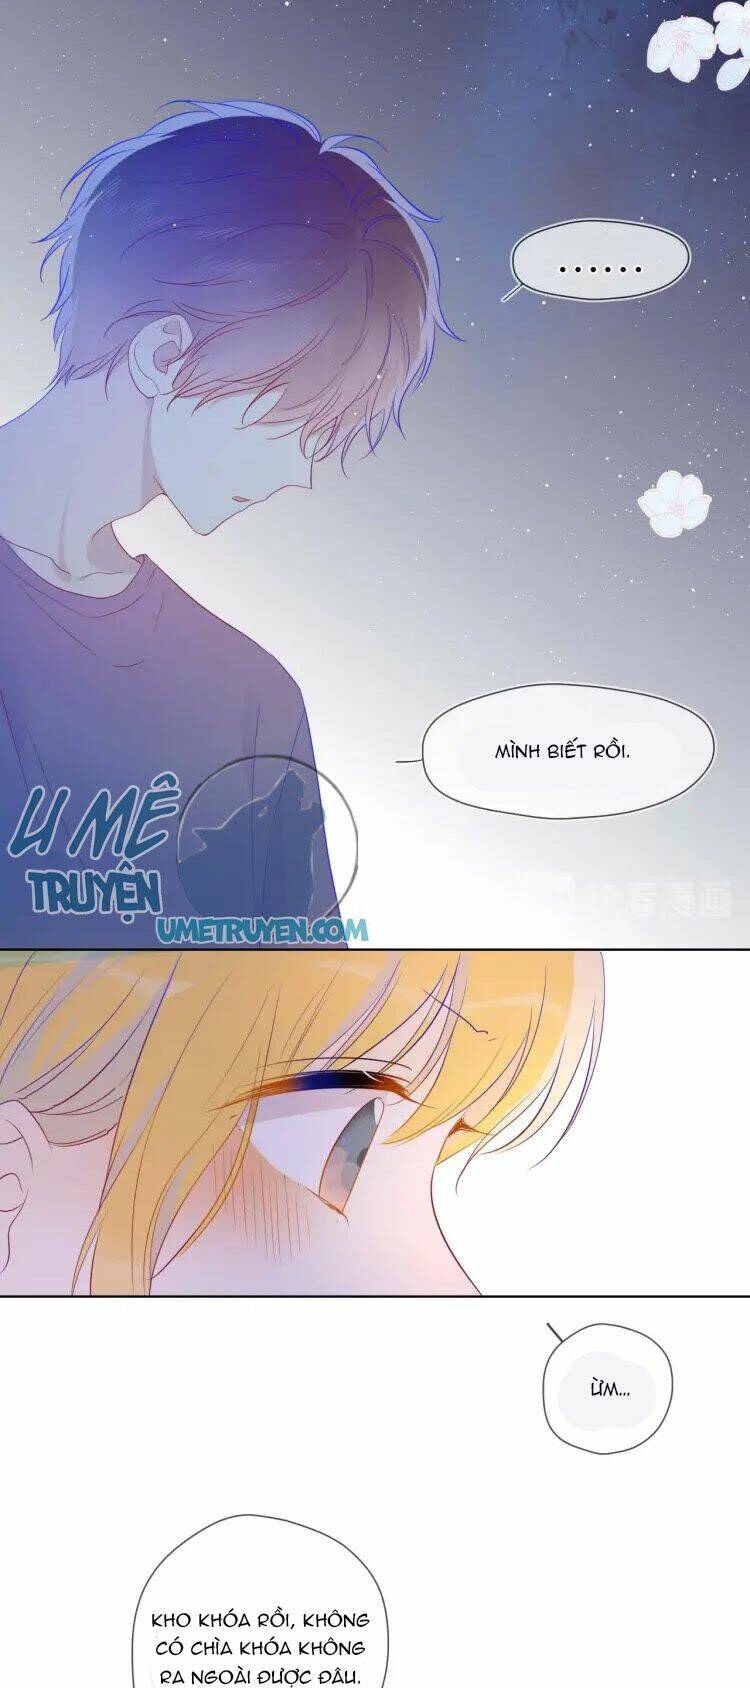 ......
MÌNH BIẾT RỒI.
U MÊ
TRUYỆN
UMETRUYEN.COM
ỪM...
KHO KHÓA RỒI, KHÔNG
CÓ CHÌA KHÓA KHÔNG
RA NGOÀI ĐƯỢC ĐÂU.